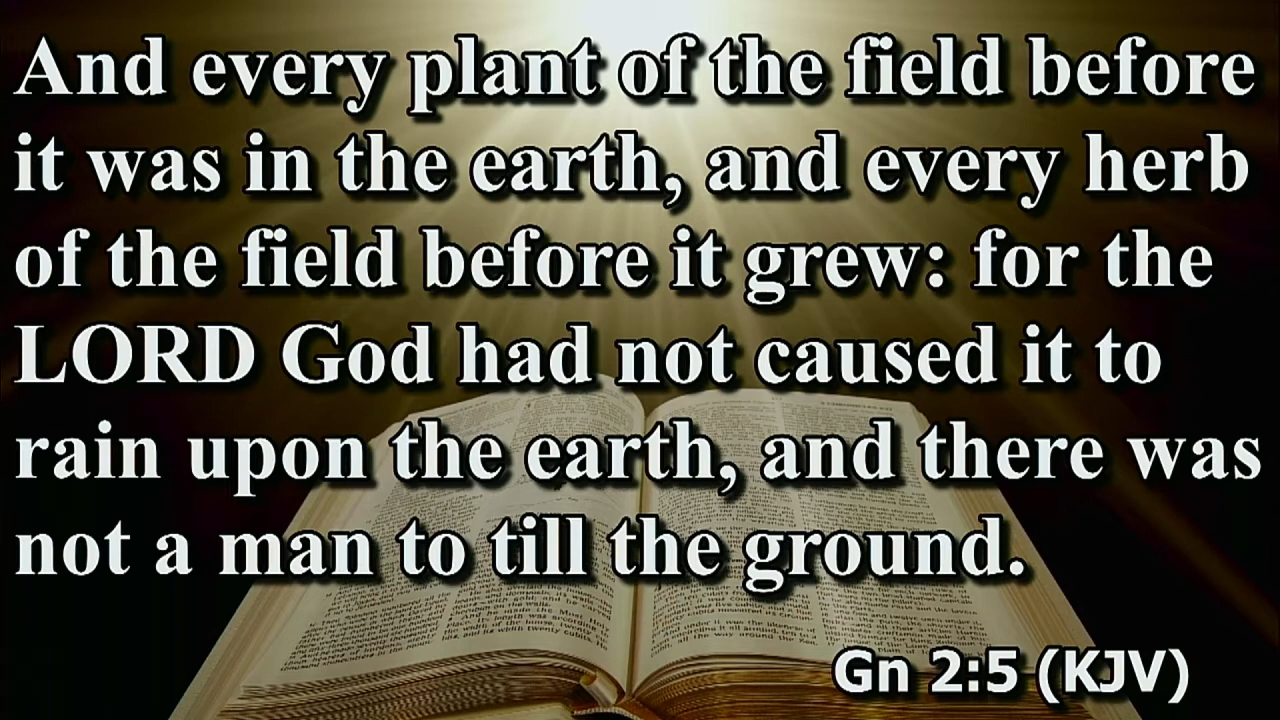 And every plant of the field before
it was in the earth, and every herb
of the field before it grew: for the
LORD God had not caused it to
rain upon the earth, and there was
not a man to till the ground.
Gn 2:5 (KJV)